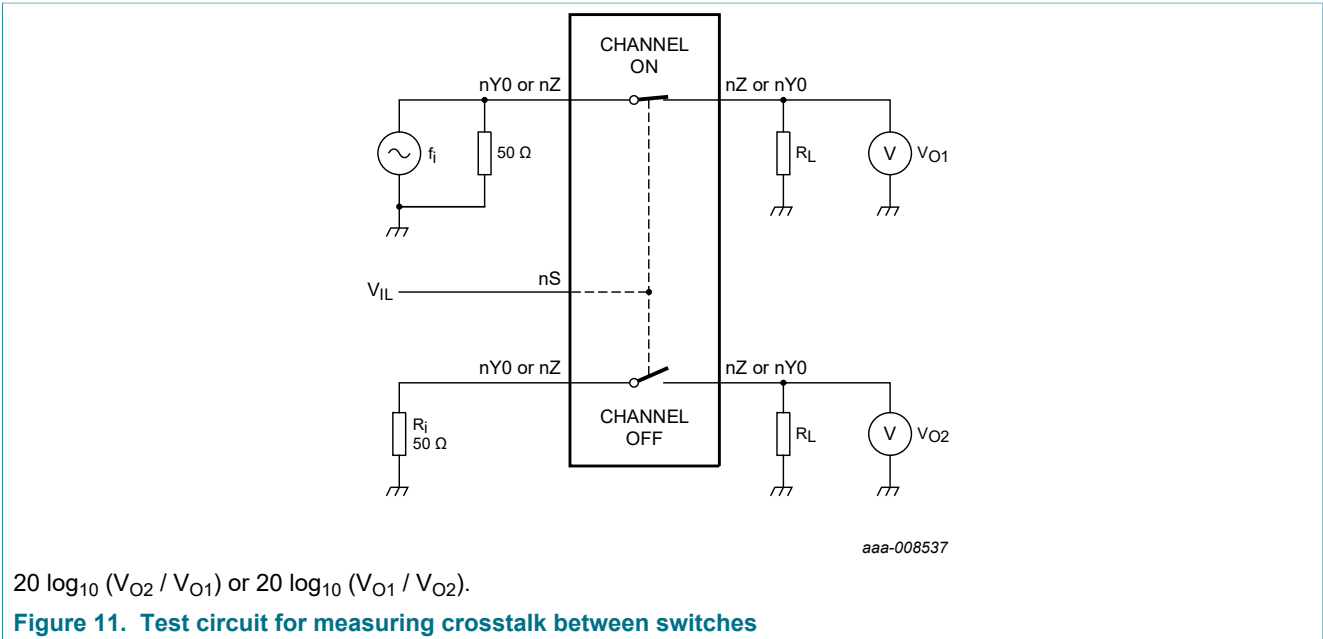 CHANNEL
ON
nY0 or nZ
nZ or nY0
fi
50 Ω
RL
V
VO1
nS
VIL
nY0 or nZ
nZ or nY0
CHANNEL
OFF
Ri
50 Ω
RL
V
VO2
aaa-008537
20 log10 (VO2 / VO1) or 20 log10 (VO1 / VO2).
Figure 11. Test circuit for measuring crosstalk between switches